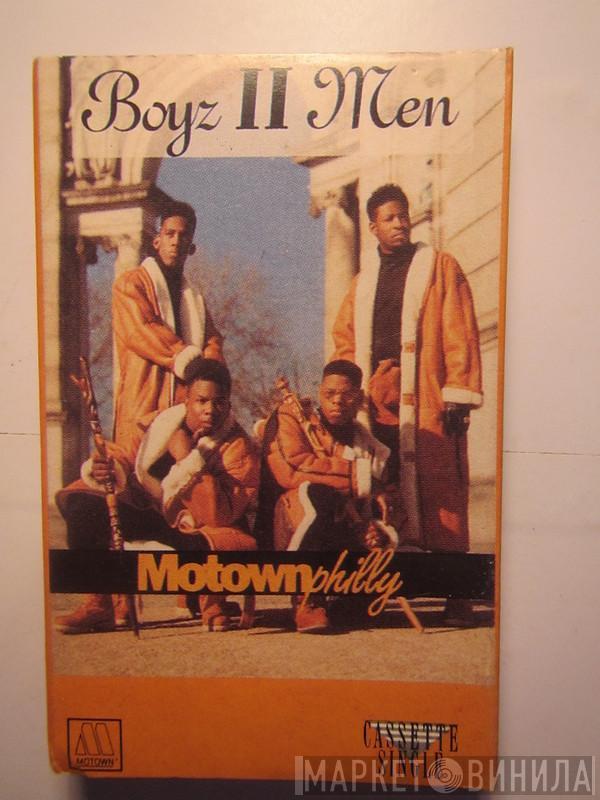 Boyz II Men
Motownphilly
MOTOWN
CASSETTE
SINGLE
МАРКЕТ ВИНИЛА